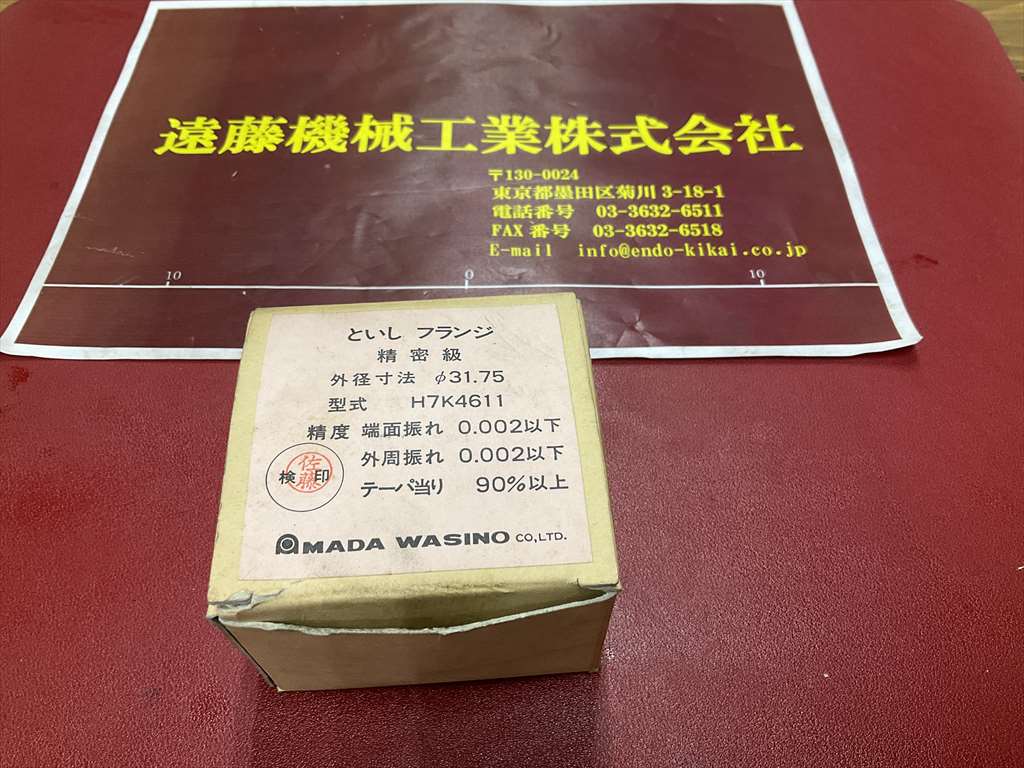 遠藤機械工業株式会社
〒130-0024
東京都墨田区菊川 3-18-1
電話番号 03-3632-6511
FAX 番号 03-3632-6518
E-mail info@endo-kikai.co.jp
10 0 10
といし フランジ
精密級
外径寸法 φ31.75
型式 H7K4611
精度 端面振れ 0.002以下
外周振れ 0.002以下
検 佐藤 印
テーパ当り 90%以上
AMADA WASINO CO,LTD.